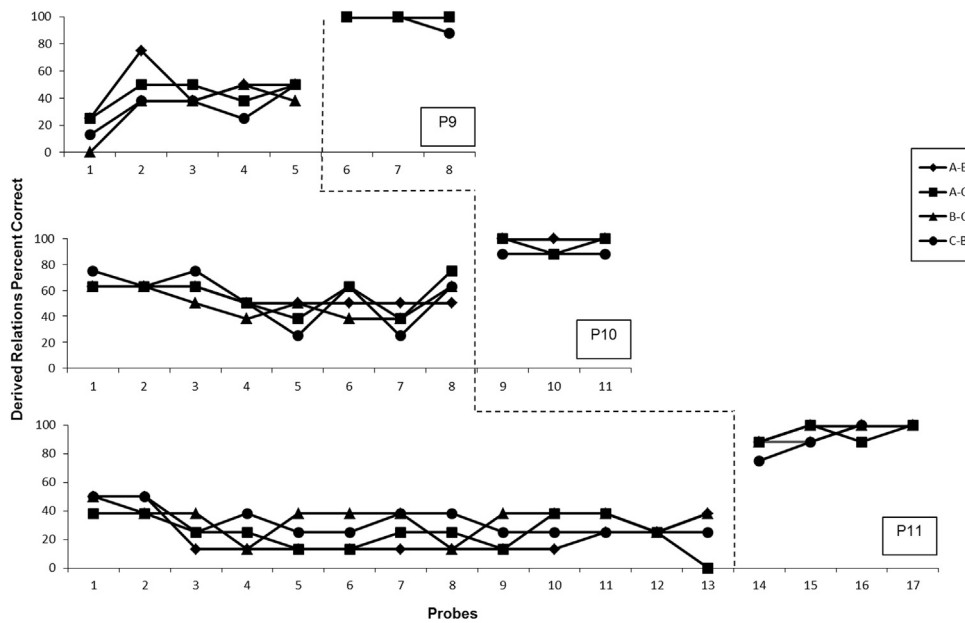 Derived Relations Percent Correct
100
80
60
40
20
0
1 2 3 4 5 6 7 8
P9
A-B
A-C
B-C
C-B
100
80
60
40
20
0
1 2 3 4 5 6 7 8 9 10 11
P10
100
80
60
40
20
0
1 2 3 4 5 6 7 8 9 10 11 12 13 14 15 16 17
P11
Probes